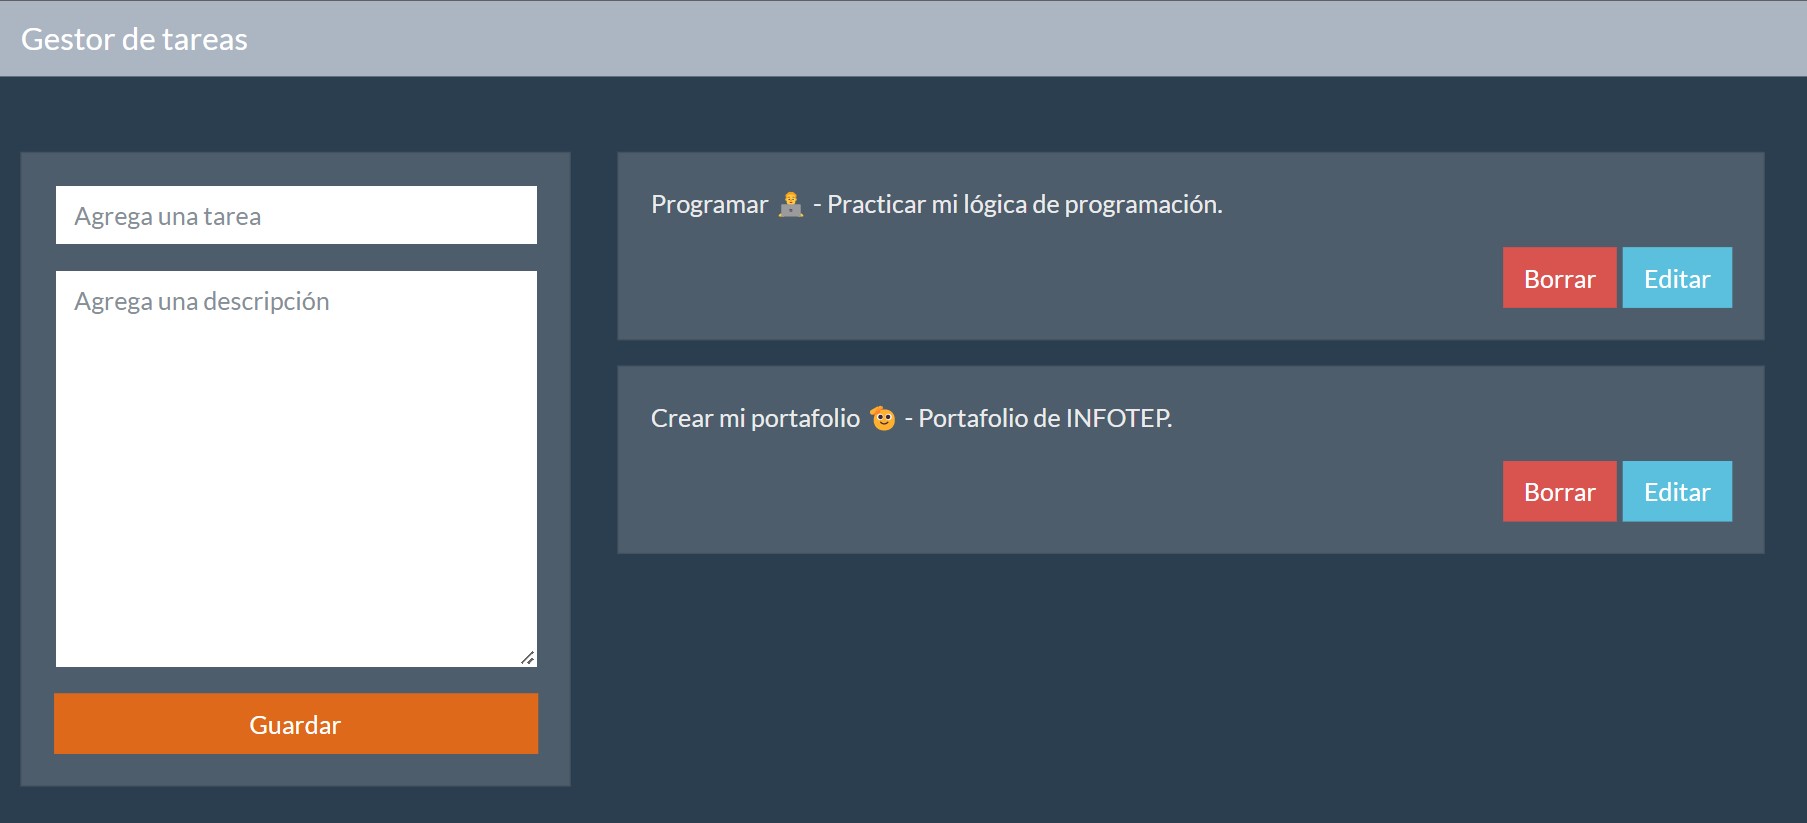 Gestor de tareas
Agrega una tarea
Agrega una descripción
Guardar
Programar 🧑‍💻 - Practicar mi lógica de programación.
Borrar Editar
Crear mi portafolio 🫡 - Portafolio de INFOTEP.
Borrar Editar